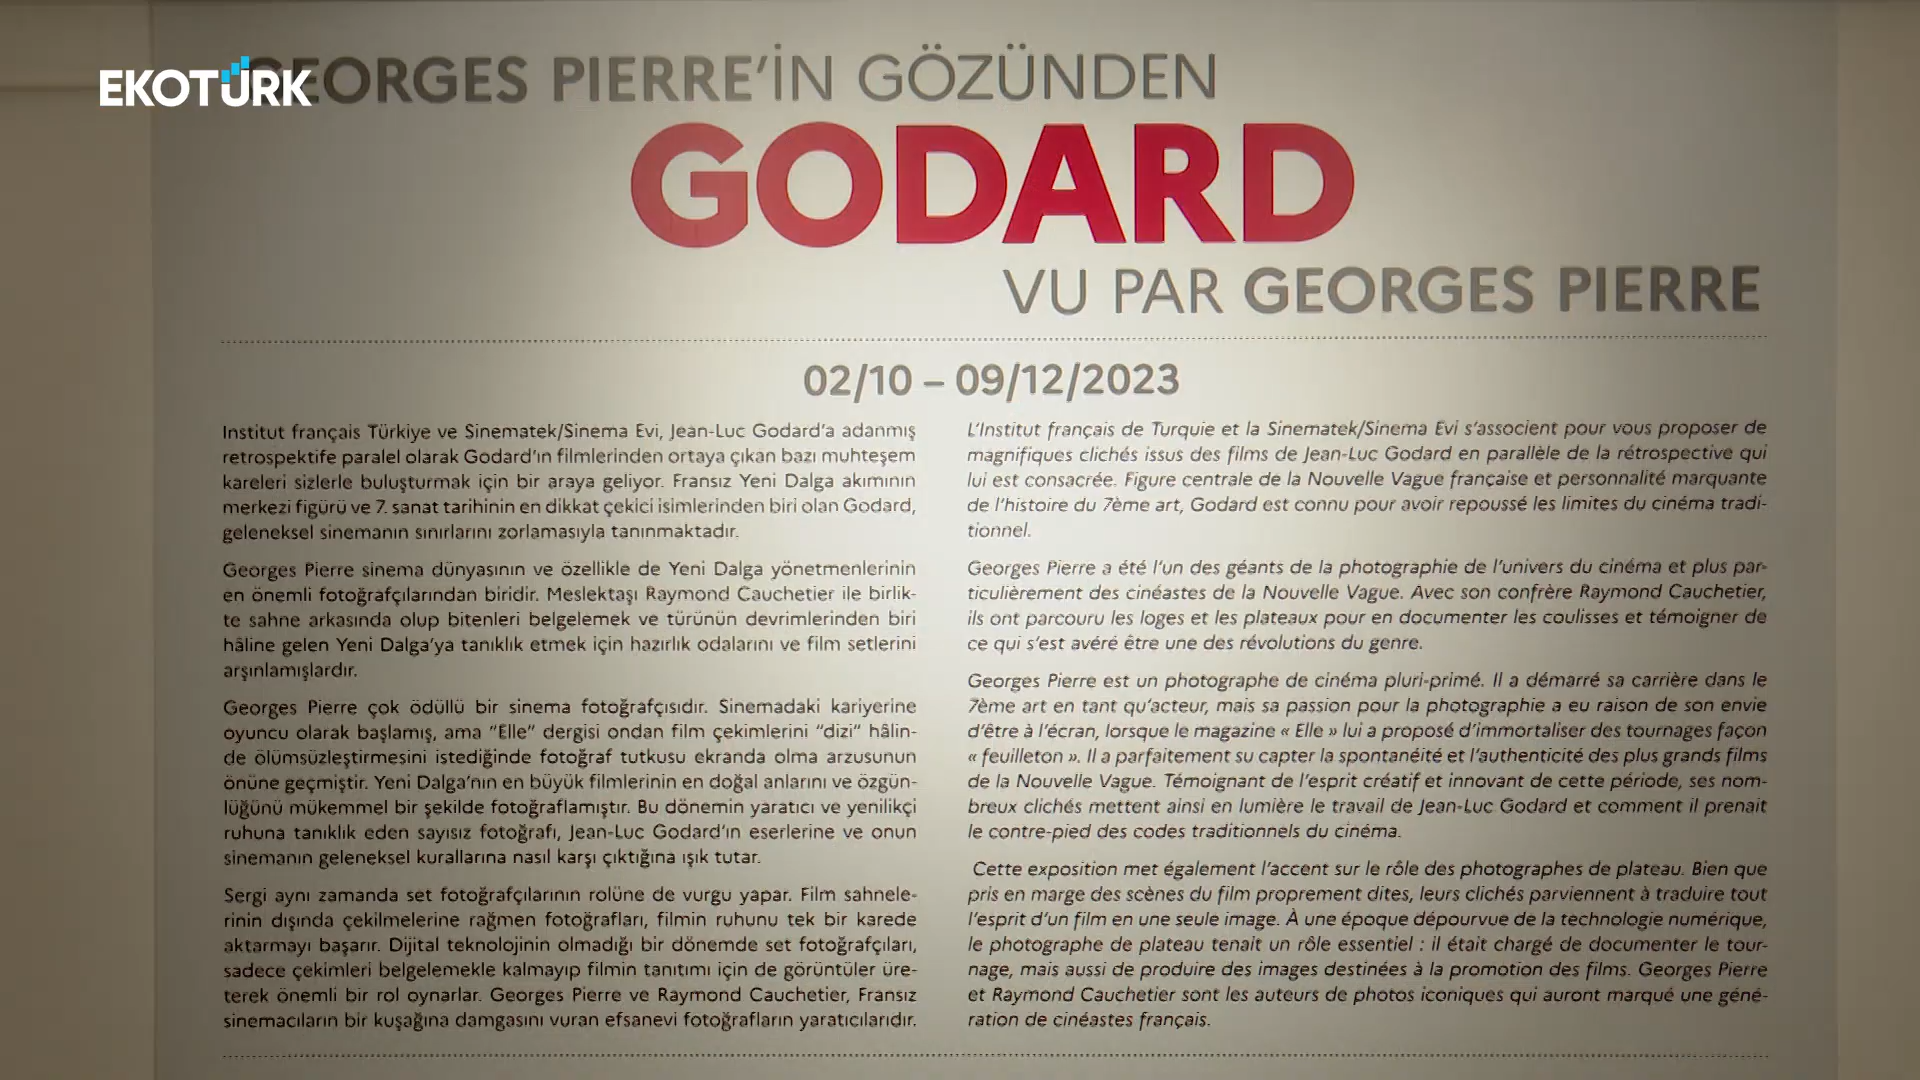 EKOTÜRK
GEORGES PIERRE'İN GÖZÜNDEN
GODARD
VU PAR GEORGES PIERRE
02/10 – 09/12/2023
Institut français Türkiye ve Sinematek/Sinema Evi, Jean-Luc Godard'a adanmış
retrospektife paralel olarak Godard'ın filmlerinden ortaya çıkan bazı muhteşem
kareleri sizlerle buluşturmak için bir araya geliyor. Fransız Yeni Dalga akımının
merkezi figürü ve 7. sanat tarihinin en dikkat çekici isimlerinden biri olan Godard,
geleneksel sinemanın sınırlarını zorlamasıyla tanınmaktadır.
Georges Pierre sinema dünyasının ve özellikle de Yeni Dalga yönetmenlerinin
en önemli fotoğrafçılarından biridir. Meslektaşı Raymond Cauchetier ile birlik-
te sahne arkasında olup bitenleri belgelemek ve türünün devrimlerinden biri
hâline gelen Yeni Dalga'ya tanıklık etmek için hazırlık odalarını ve film setlerini
arşınlamışlardır.
Georges Pierre çok ödüllü bir sinema fotoğrafçısıdır. Sinemadaki kariyerine
oyuncu olarak başlamış, ama "Elle" dergisi ondan film çekimlerini "dizi" hâlin-
de ölümsüzleştirmesini istediğinde fotoğraf tutkusu ekranda olma arzusunun
önüne geçmiştir. Yeni Dalga'nın en büyük filmlerinin en doğal anlarını ve özgün-
lüğünü mükemmel bir şekilde fotoğraflamıştır. Bu dönemin yaratıcı ve yenilikçi
ruhuna tanıklık eden sayısız fotoğrafı, Jean-Luc Godard'ın eserlerine ve onun
sinemanın geleneksel kurallarına nasıl karşı çıktığına ışık tutar.
Sergi aynı zamanda set fotoğrafçılarının rolüne de vurgu yapar. Film sahnele-
rinin dışında çekilmelerine rağmen fotoğrafları, filmin ruhunu tek bir karede
aktarmayı başarır. Dijital teknolojinin olmadığı bir dönemde set fotoğrafçıları,
sadece çekimleri belgelemekle kalmayıp filmin tanıtımı için de görüntüler üre-
terek önemli bir rol oynarlar. Georges Pierre ve Raymond Cauchetier, Fransız
sinemacıların bir kuşağına damgasını vuran efsanevi fotoğrafların yaratıcılarıdır.
L'Institut français de Turquie et la Sinematek/Sinema Evi s'associent pour vous proposer de
magnifiques clichés issus des films de Jean-Luc Godard en parallèle de la rétrospective qui
lui est consacrée. Figure centrale de la Nouvelle Vague française et personnalité marquante
de l'histoire du 7ème art, Godard est connu pour avoir repoussé les limites du cinéma tradi-
tionnel.
Georges Pierre a été l'un des géants de la photographie de l'univers du cinéma et plus par-
ticulièrement des cinéastes de la Nouvelle Vague. Avec son confrère Raymond Cauchetier,
ils ont parcouru les loges et les plateaux pour en documenter les coulisses et témoigner de
ce qui s'est avéré être une des révolutions du genre.
Georges Pierre est un photographe de cinéma pluri-primé. Il a démarré sa carrière dans le
7ème art en tant qu'acteur, mais sa passion pour la photographie a eu raison de son envie
d'être à l'écran, lorsque le magazine « Elle » lui a proposé d'immortaliser des tournages façon
« feuilleton ». Il a parfaitement su capter la spontanéité et l'authenticité des plus grands films
de la Nouvelle Vague. Témoignant de l'esprit créatif et innovant de cette période, ses nom-
breux clichés mettent ainsi en lumière le travail de Jean-Luc Godard et comment il prenait
le contre-pied des codes traditionnels du cinéma.
Cette exposition met également l'accent sur le rôle des photographes de plateau. Bien que
pris en marge des scènes du film proprement dites, leurs clichés parviennent à traduire tout
l'esprit d'un film en une seule image. À une époque dépourvue de la technologie numérique,
le photographe de plateau tenait un rôle essentiel : il était chargé de documenter le tour-
nage, mais aussi de produire des images destinées à la promotion des films. Georges Pierre
et Raymond Cauchetier sont les auteurs de photos iconiques qui auront marqué une géné-
ration de cinéastes français.